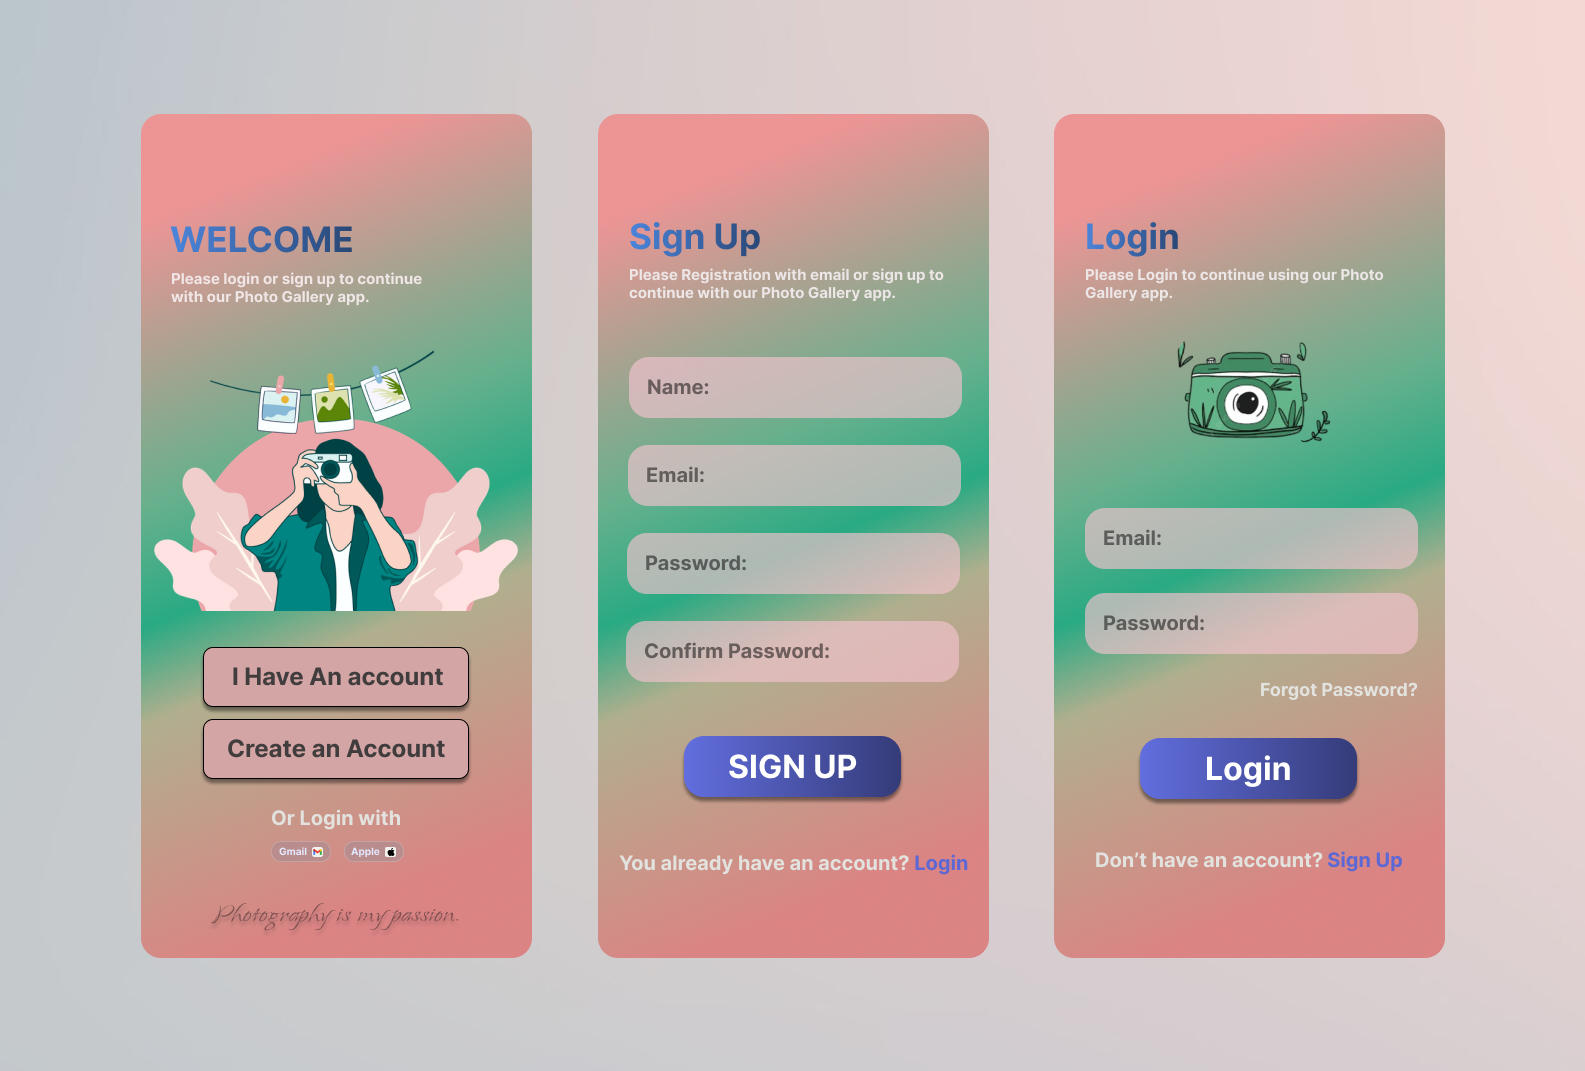 WELCOME
Please login or sign up to continue
with our Photo Gallery app.
I Have An account
Create an Account
Or Login with
Gmail
Apple
Photography is my passion.
Sign Up
Please Registration with email or sign up to
continue with our Photo Gallery app.
Name:
Email:
Password:
Confirm Password:
SIGN UP
You already have an account? Login
Login
Please Login to continue using our Photo
Gallery app.
Email:
Password:
Forgot Password?
Login
Don’t have an account? Sign Up